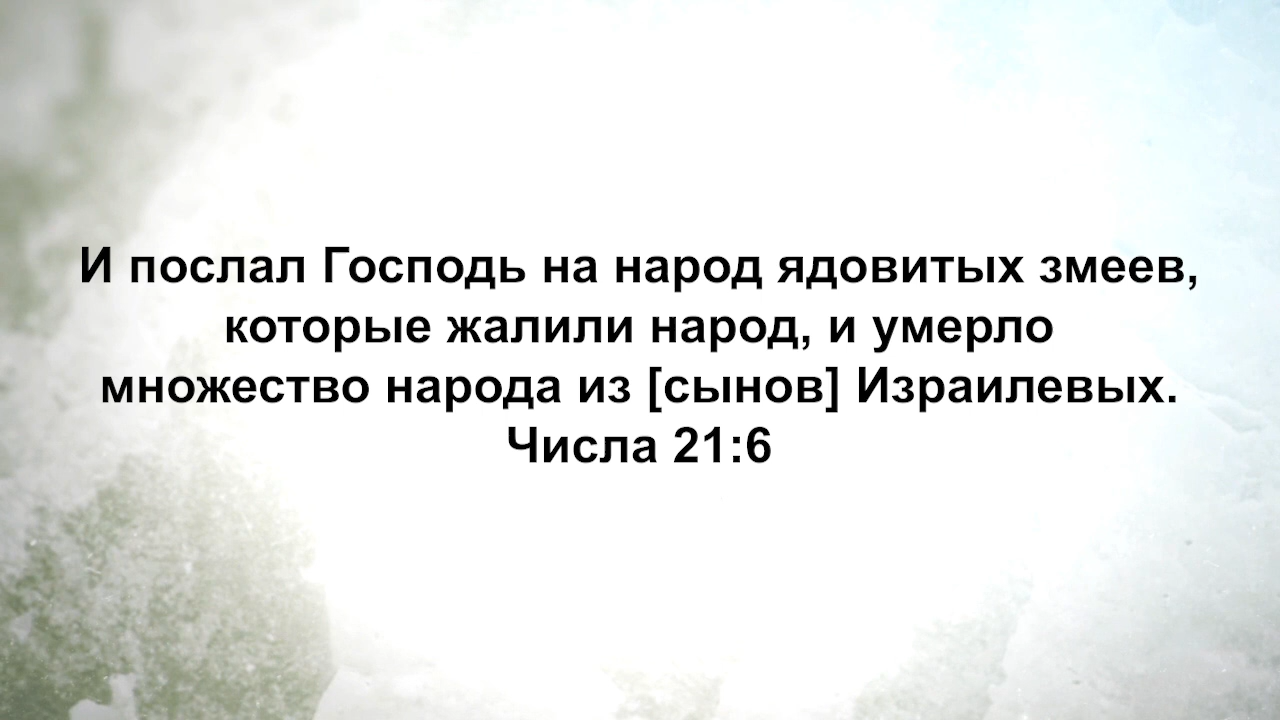 И послал Господь на народ ядовитых змеев,
которые жалили народ, и умерло
множество народа из [сынов] Израилевых.
Числа 21:6